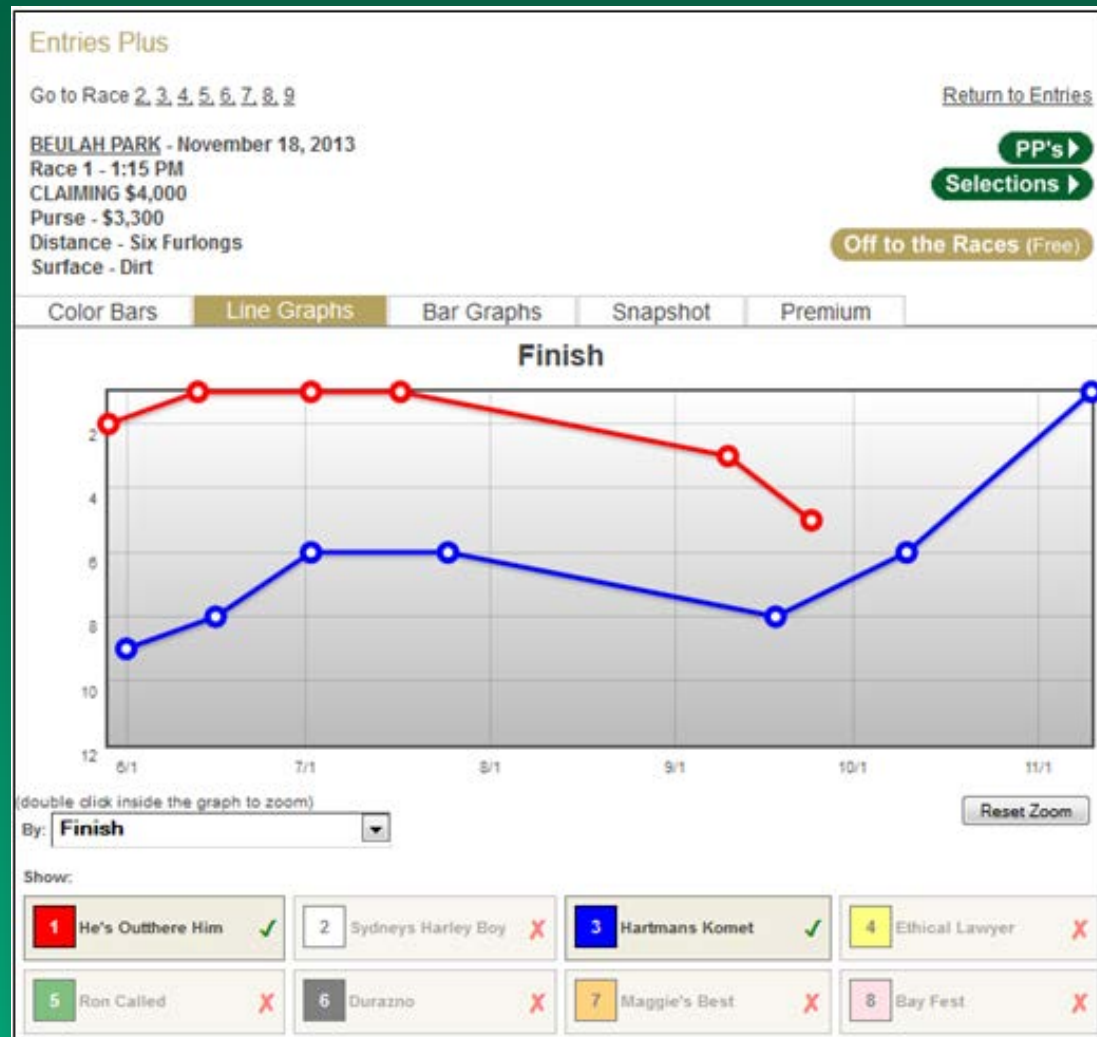 Entries Plus
Go to Race 2, 3, 4, 5, 6, 7, 8, 9
Return to Entries
BEULAH PARK - November 18, 2013
Race 1 - 1:15 PM
CLAIMING $4,000
Purse - $3,300
Distance - Six Furlongs
Surface - Dirt
PP's
Selections
Off to the Races (Free)
Color Bars Line Graphs Bar Graphs Snapshot Premium
Finish
2
4
6
8
10
12
6/1 7/1 8/1 9/1 10/1 11/1
(double click inside the graph to zoom)
By: Finish
Reset Zoom
Show:
1 He's Outthere Him 2 Sydneys Harley Boy 3 Hartmans Komet 4 Ethical Lawyer
5 Ron Called 6 Durazno 7 Maggie's Best 8 Bay Fest